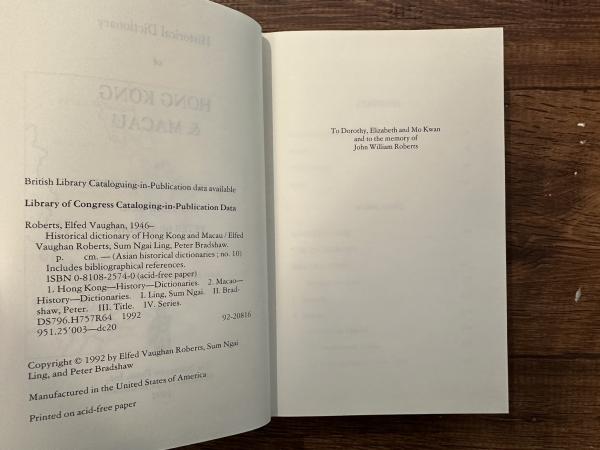 British Library Cataloguing-in-Publication data available
Library of Congress Cataloging-in-Publication Data
Roberts, Elfed Vaughan, 1946–
Historical dictionary of Hong Kong and Macau / Elfed
Vaughan Roberts, Sum Ngai Ling, Peter Bradshaw.
p. cm. — (Asian historical dictionaries ; no. 10)
Includes bibliographical references.
ISBN 0-8108-2574-0 (acid-free paper)
1. Hong Kong—History—Dictionaries. 2. Macao—
History—Dictionaries. I. Ling, Sum Ngai. II. Brad-
shaw, Peter. III. Title. IV. Series.
DS796.H757R64 1992
951.25'003—dc20 92-20816
Copyright © 1992 by Elfed Vaughan Roberts, Sum Ngai
Ling, and Peter Bradshaw
Manufactured in the United States of America
Printed on acid-free paper
To Dorothy, Elizabeth and Mo Kwan
and to the memory of
John William Roberts
Historical Dictionary
of
HONG KONG
& MACAU